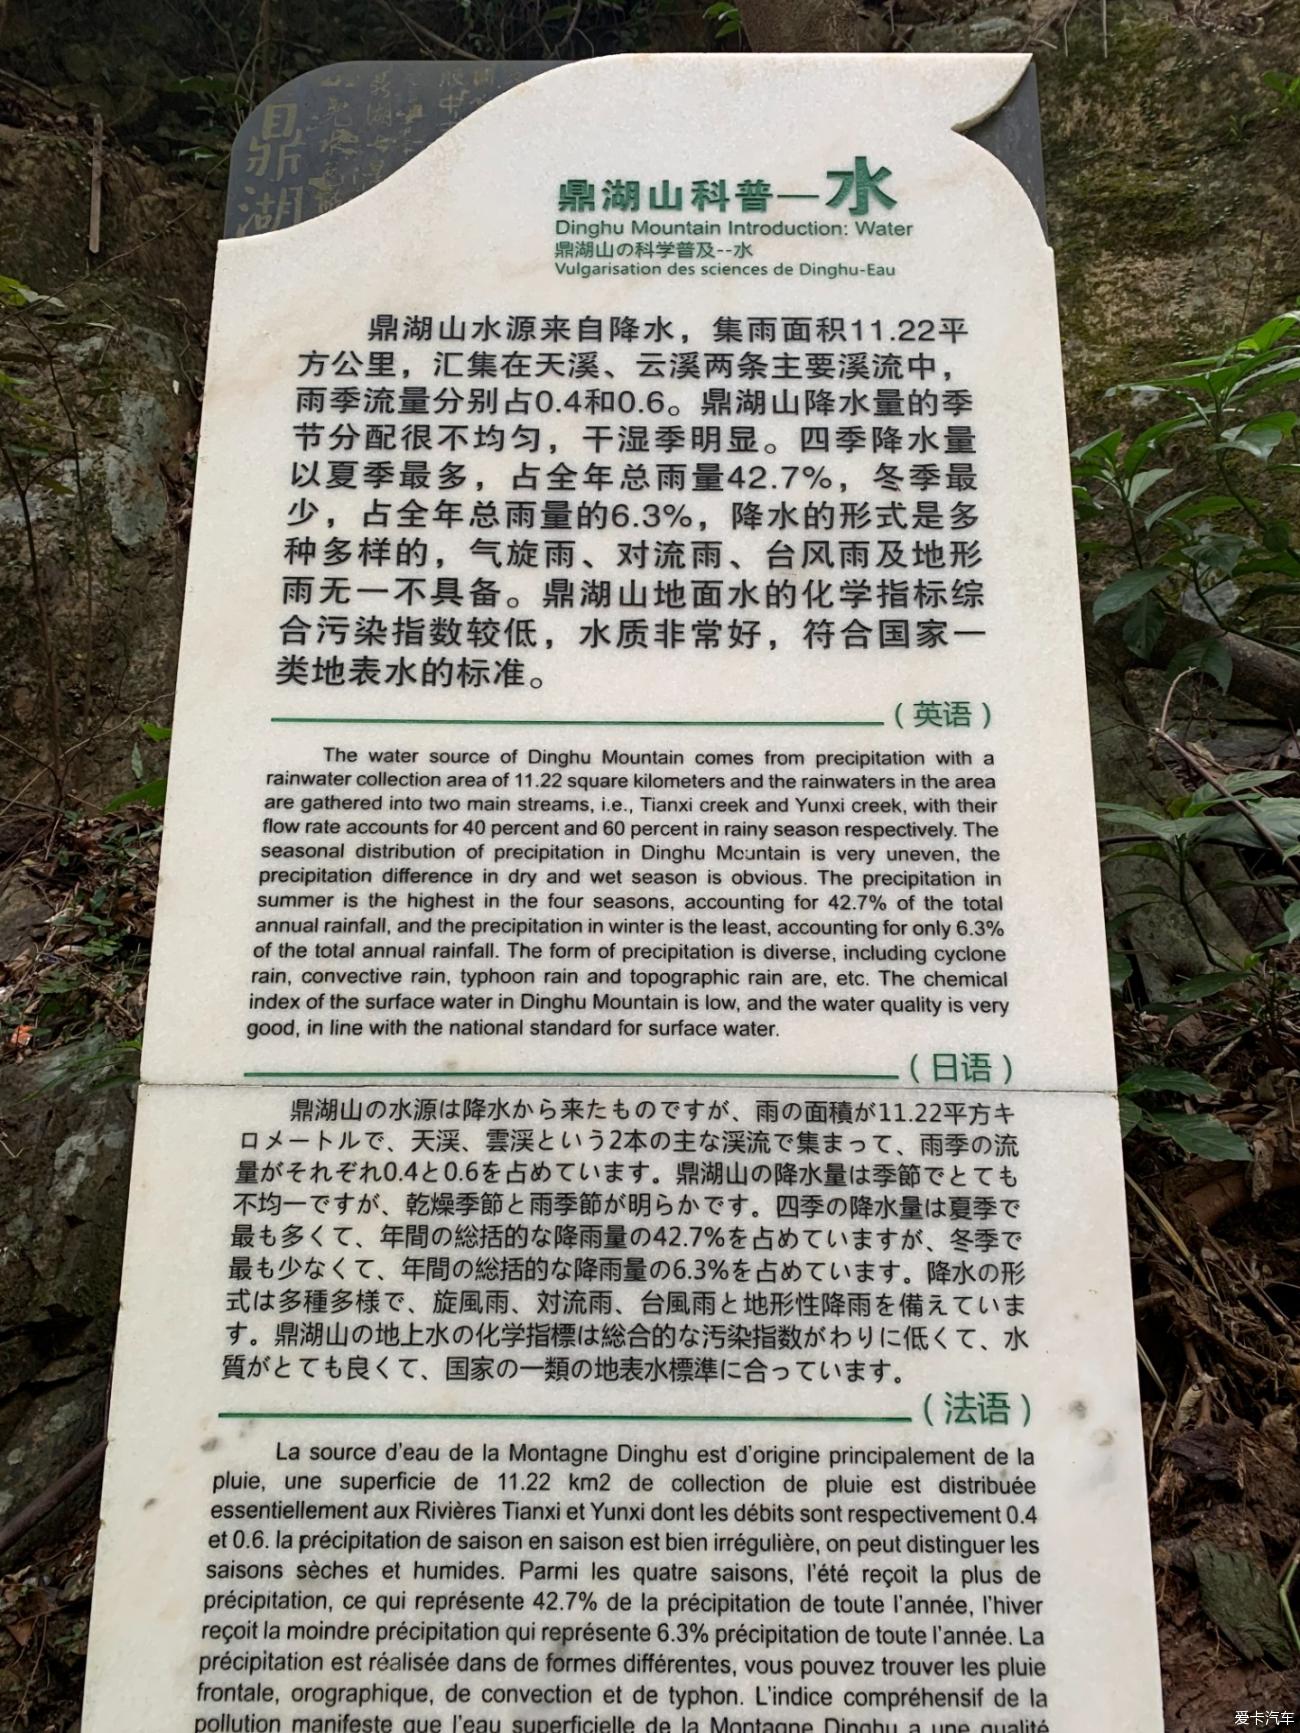 鼎湖
鼎湖山科普—水
Dinghu Mountain Introduction: Water
鼎湖山の科学普及--水
Vulgarisation des sciences de Dinghu-Eau
鼎湖山水源来自降水，集雨面积11.22平
方公里，汇集在天溪、云溪两条主要溪流中，
雨季流量分别占0.4和0.6。鼎湖山降水量的季
节分配很不均匀，干湿季明显。四季降水量
以夏季最多，占全年总雨量42.7%，冬季最
少，占全年总雨量的6.3%，降水的形式是多
种多样的，气旋雨、对流雨、台风雨及地形
雨无一不具备。鼎湖山地面水的化学指标综
合污染指数较低，水质非常好，符合国家一
类地表水的标准。
（英语）
The water source of Dinghu Mountain comes from precipitation with a
rainwater collection area of 11.22 square kilometers and the rainwaters in the area
are gathered into two main streams, i.e., Tianxi creek and Yunxi creek, with their
flow rate accounts for 40 percent and 60 percent in rainy season respectively. The
seasonal distribution of precipitation in Dinghu Mountain is very uneven, the
precipitation difference in dry and wet season is obvious. The precipitation in
summer is the highest in the four seasons, accounting for 42.7% of the total
annual rainfall, and the precipitation in winter is the least, accounting for only 6.3%
of the total annual rainfall. The form of precipitation is diverse, including cyclone
rain, convective rain, typhoon rain and topographic rain are, etc. The chemical
index of the surface water in Dinghu Mountain is low, and the water quality is very
good, in line with the national standard for surface water.
（日语）
鼎湖山の水源は降水から来たものですが、雨の面積が11.22平方キ
ロメートルで、天渓、雲渓という2本の主な渓流で集まって、雨季の流
量がそれぞれ0.4と0.6を占めています。鼎湖山の降水量は季節でとても
不均一ですが、乾燥季節と雨季節が明らかです。四季の降水量は夏季で
最も多くて、年間の総括的な降雨量の42.7%を占めていますが、冬季で
最も少なくて、年間の総括的な降雨量の6.3%を占めています。降水の形
式は多種多様で、旋風雨、対流雨、台風雨と地形性降雨を備えていま
す。鼎湖山の地上水の化学指標は総合的な汚染指数がわりに低くて、水
質がとても良くて、国家の一類の地表水標準に合っています。
（法语）
La source d'eau de la Montagne Dinghu est d'origine principalement de la
pluie, une superficie de 11.22 km2 de collection de pluie est distribuée
essentiellement aux Rivières Tianxi et Yunxi dont les débits sont respectivement 0.4
et 0.6. la précipitation de saison en saison est bien irrégulière, on peut distinguer les
saisons sèches et humides. Parmi les quatre saisons, l'été reçoit la plus de
précipitation, ce qui représente 42.7% de la précipitation de toute l'année, l'hiver
reçoit la moindre précipitation qui représente 6.3% précipitation de toute l'année. La
précipitation est réalisée dans de formes différentes, vous pouvez trouver les pluie
frontale, orographique, de convection et de typhon. L'indice compréhensif de la
pollution manifeste que l'eau superficielle de la Montagne Dinghu a une qualité
爱卡汽车